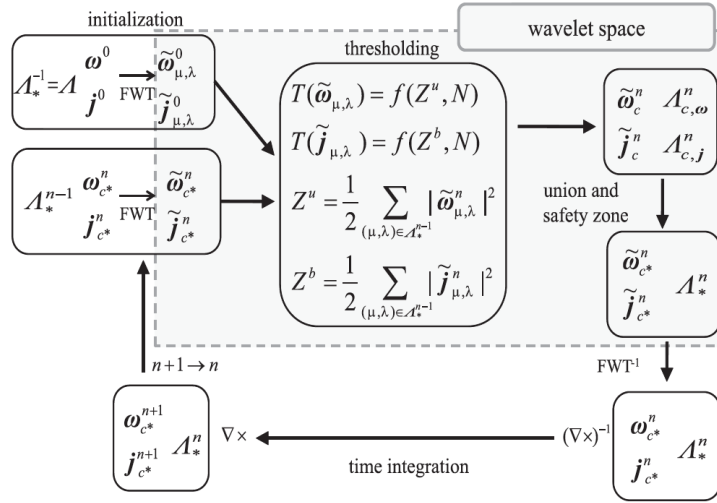 initialization
wavelet space
thresholding
Λ_*^{-1}=Λ ω^0 FWT ω̃^0_{μ,λ}
j^0 j̃^0_{μ,λ}
Λ_*^{n-1} ω^n_{c*} FWT ω̃^n_{c*}
j^n_{c*} j̃^n_{c*}
T(ω̃_{μ,λ}) = f(Z^u, N)
T(j̃_{μ,λ}) = f(Z^b, N)
Z^u = 1/2 ∑_{(μ,λ)∈Λ_*^{n-1}} | ω̃^n_{μ,λ} |^2
Z^b = 1/2 ∑_{(μ,λ)∈Λ_*^{n-1}} | j̃^n_{μ,λ} |^2
ω̃^n_c Λ^n_{c,ω}
j̃^n_c Λ^n_{c,j}
union and
safety zone
ω̃^n_{c*}
j̃^n_{c*} Λ^n_*
FWT^{-1}
ω^n_{c*}
j^n_{c*} Λ^n_*
(∇×)^{-1}
time integration
∇×
ω^{n+1}_{c*}
j^{n+1}_{c*} Λ^n_*
n+1→n